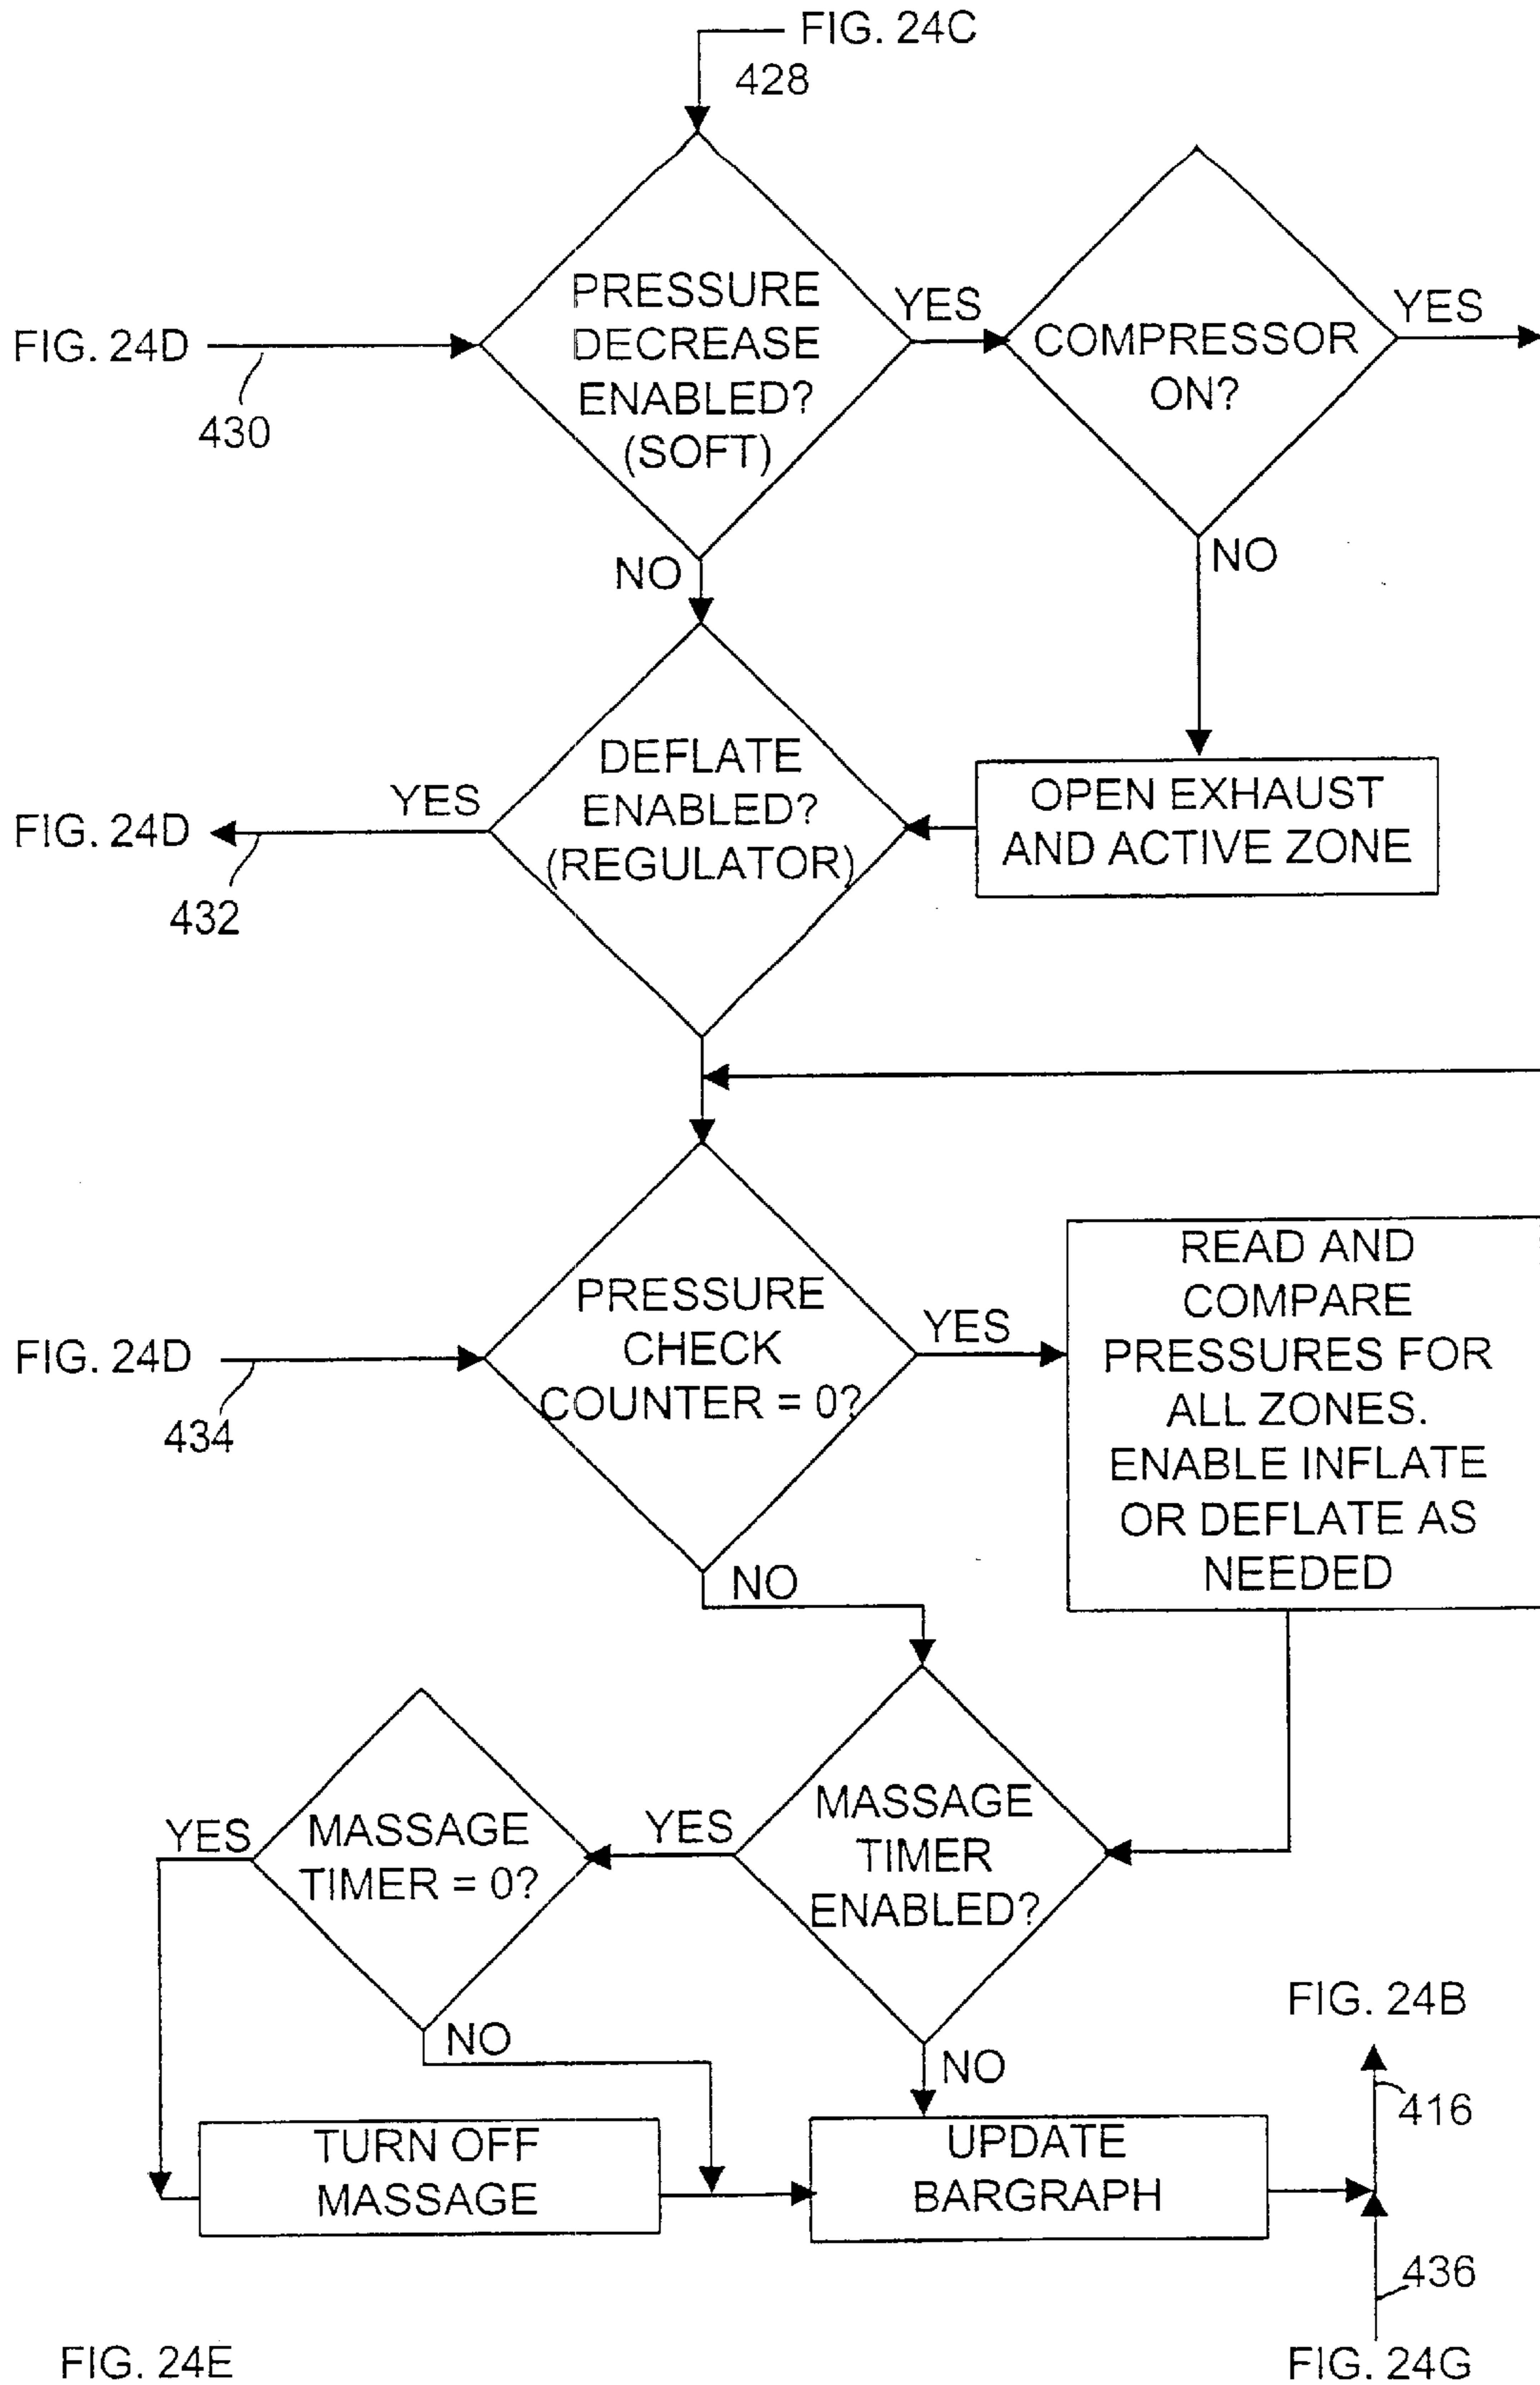 FIG. 24C
428
PRESSURE
DECREASE
ENABLED?
(SOFT)
YES
COMPRESSOR
ON?
YES
FIG. 24D
430
NO
NO
DEFLATE
ENABLED?
(REGULATOR)
YES
FIG. 24D
432
OPEN EXHAUST
AND ACTIVE ZONE
PRESSURE
CHECK
COUNTER = 0?
YES
FIG. 24D
434
READ AND
COMPARE
PRESSURES FOR
ALL ZONES.
ENABLE INFLATE
OR DEFLATE AS
NEEDED
NO
MASSAGE
TIMER
ENABLED?
YES
MASSAGE
TIMER = 0?
YES
NO
NO
TURN OFF
MASSAGE
UPDATE
BARGRAPH
FIG. 24B
416
436
FIG. 24G
FIG. 24E